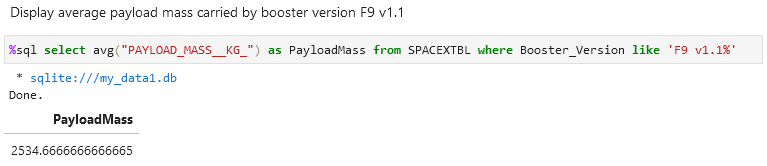 Display average payload mass carried by booster version F9 v1.1
%sql select avg("PAYLOAD_MASS__KG_") as PayloadMass from SPACEXTBL where Booster_Version like 'F9 v1.1%'
* sqlite:///my_data1.db
Done.
PayloadMass
2534.6666666666665